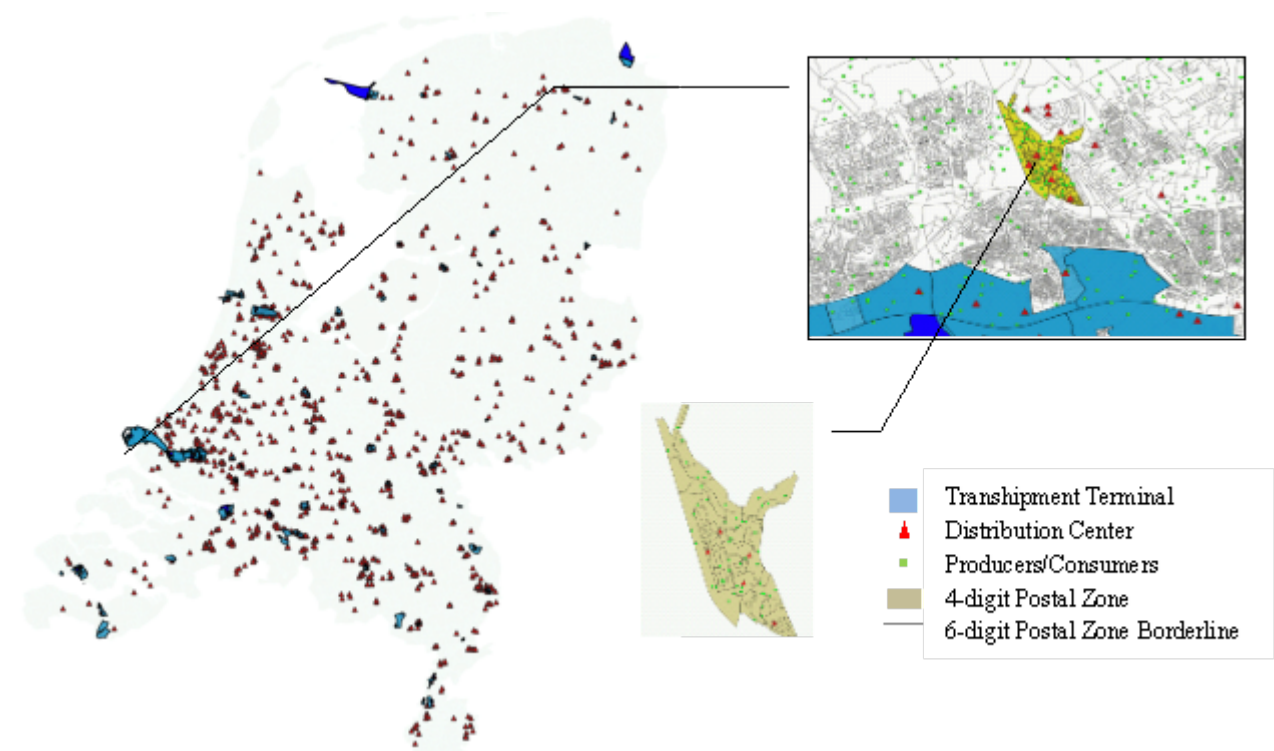 Transhipment Terminal
Distribution Center
Producers/Consumers
4-digit Postal Zone
6-digit Postal Zone Borderline